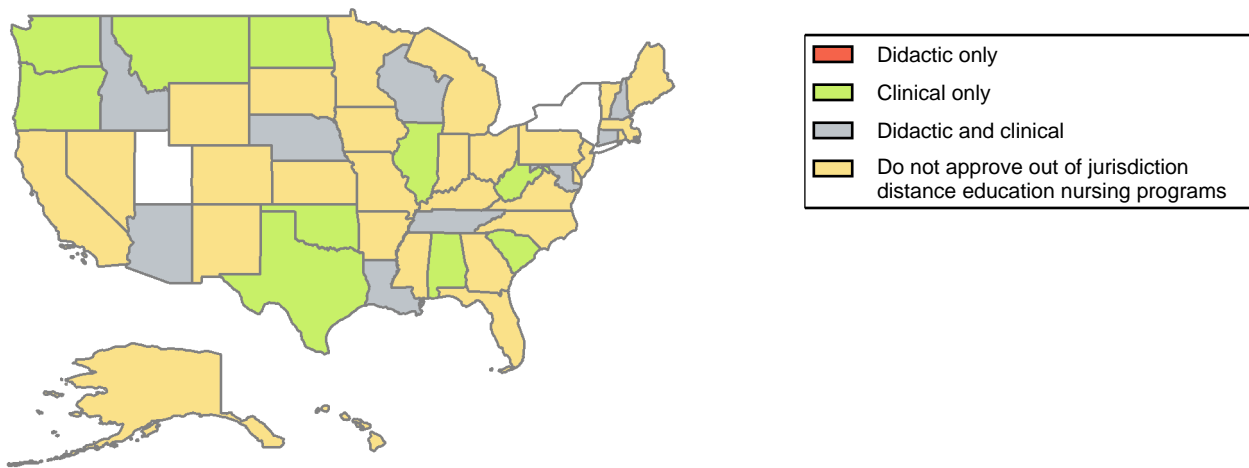 Didactic only
Clinical only
Didactic and clinical
Do not approve out of jurisdiction
distance education nursing programs